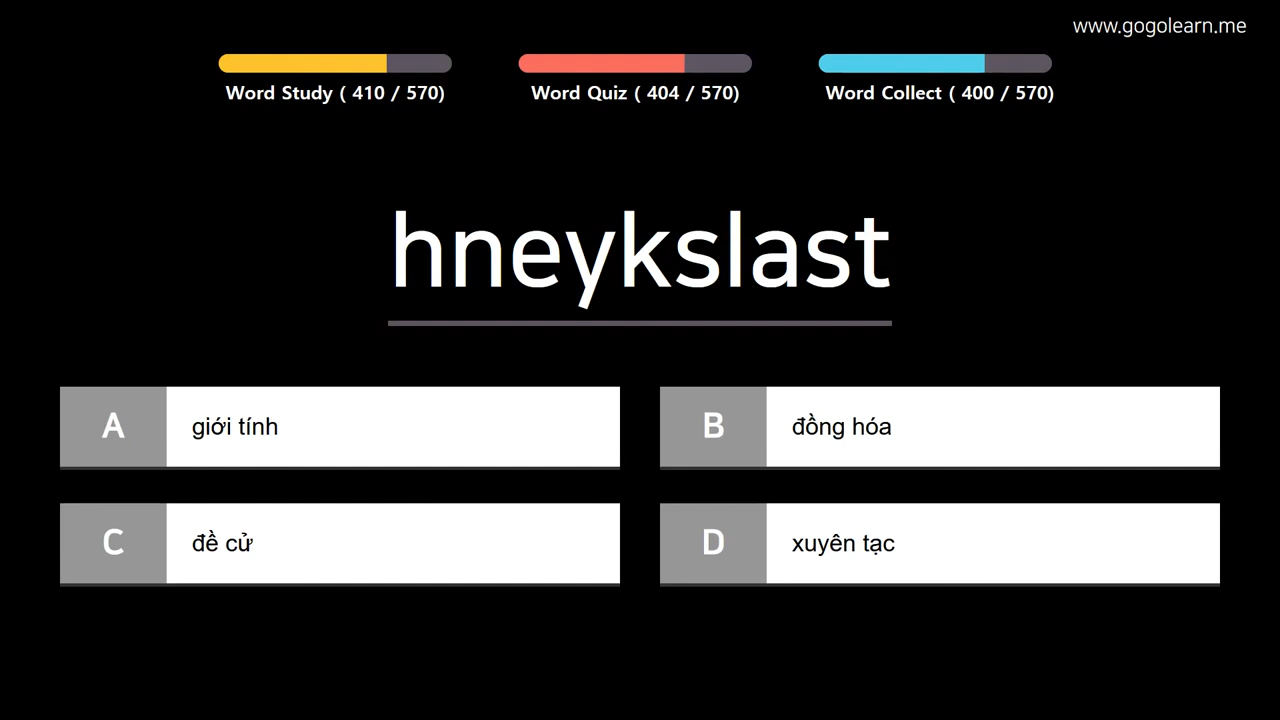 www.gogolearn.me
Word Study ( 410 / 570)
Word Quiz ( 404 / 570)
Word Collect ( 400 / 570)
hneykslast
A
giới tính
B
đồng hóa
C
đề cử
D
xuyên tạc